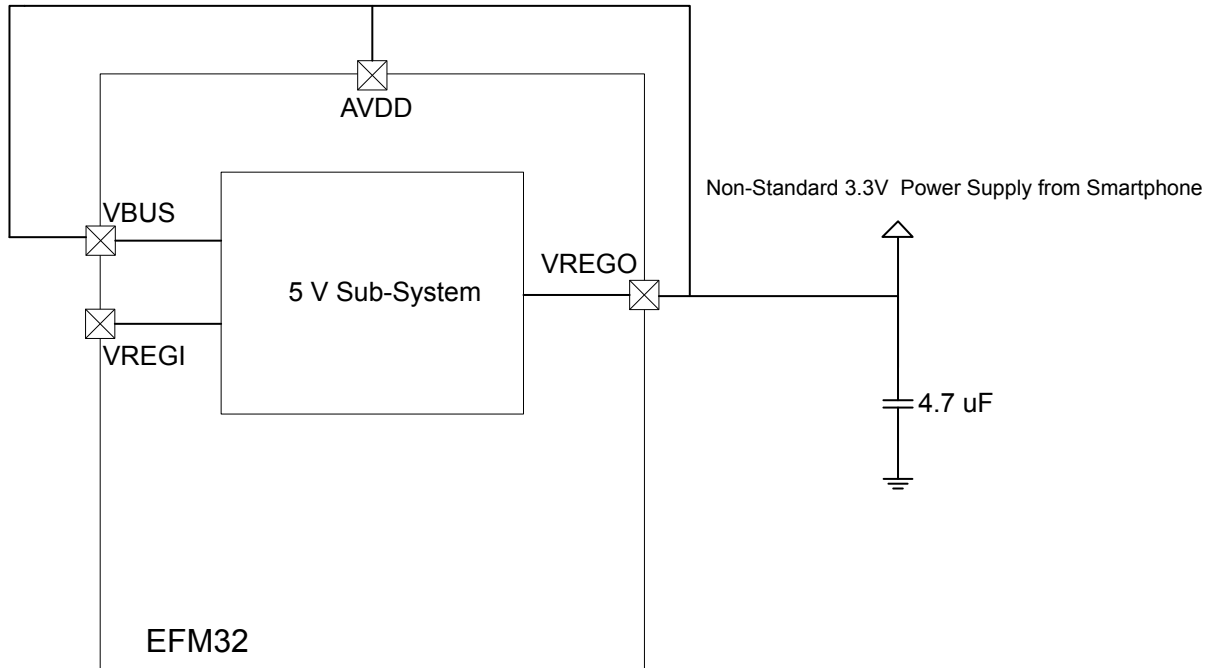 AVDD
Non-Standard 3.3V Power Supply from Smartphone
VBUS
VREGO
5 V Sub-System
VREGI
4.7 uF
EFM32